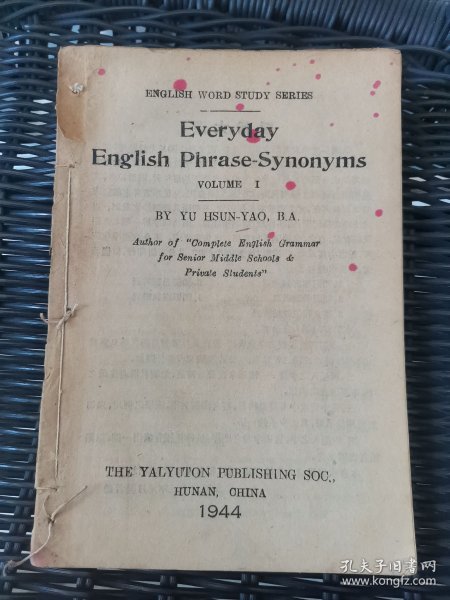 ENGLISH WORD STUDY SERIES
Everyday
English Phrase-Synonyms
VOLUME I
BY YU HSUN-YAO, B.A.
Author of "Complete English Grammar
for Senior Middle Schools &
Private Students"
THE YALYUTON PUBLISHING SOC.,
HUNAN, CHINA
1944
孔夫子旧书网
www.kongfz.com